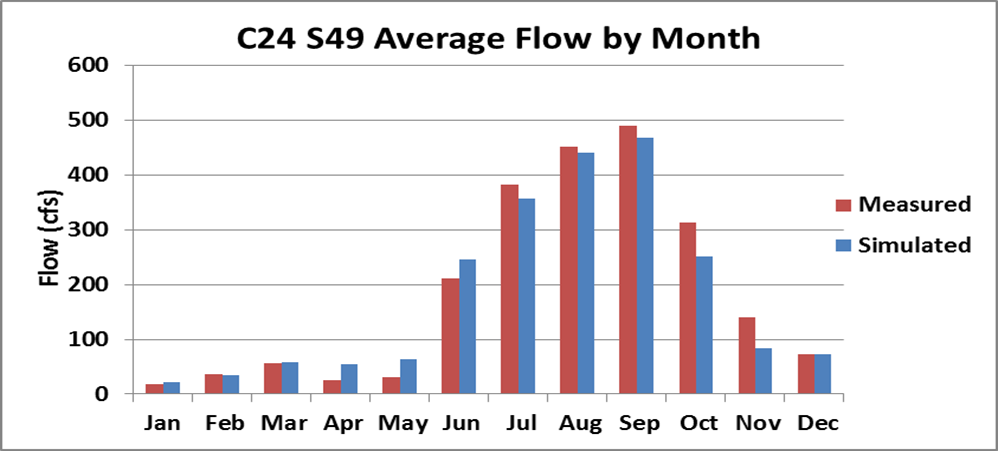 C24 S49 Average Flow by Month
600
500
400
300
200
100
0
Flow (cfs)
Jan Feb Mar Apr May Jun Jul Aug Sep Oct Nov Dec
Measured
Simulated